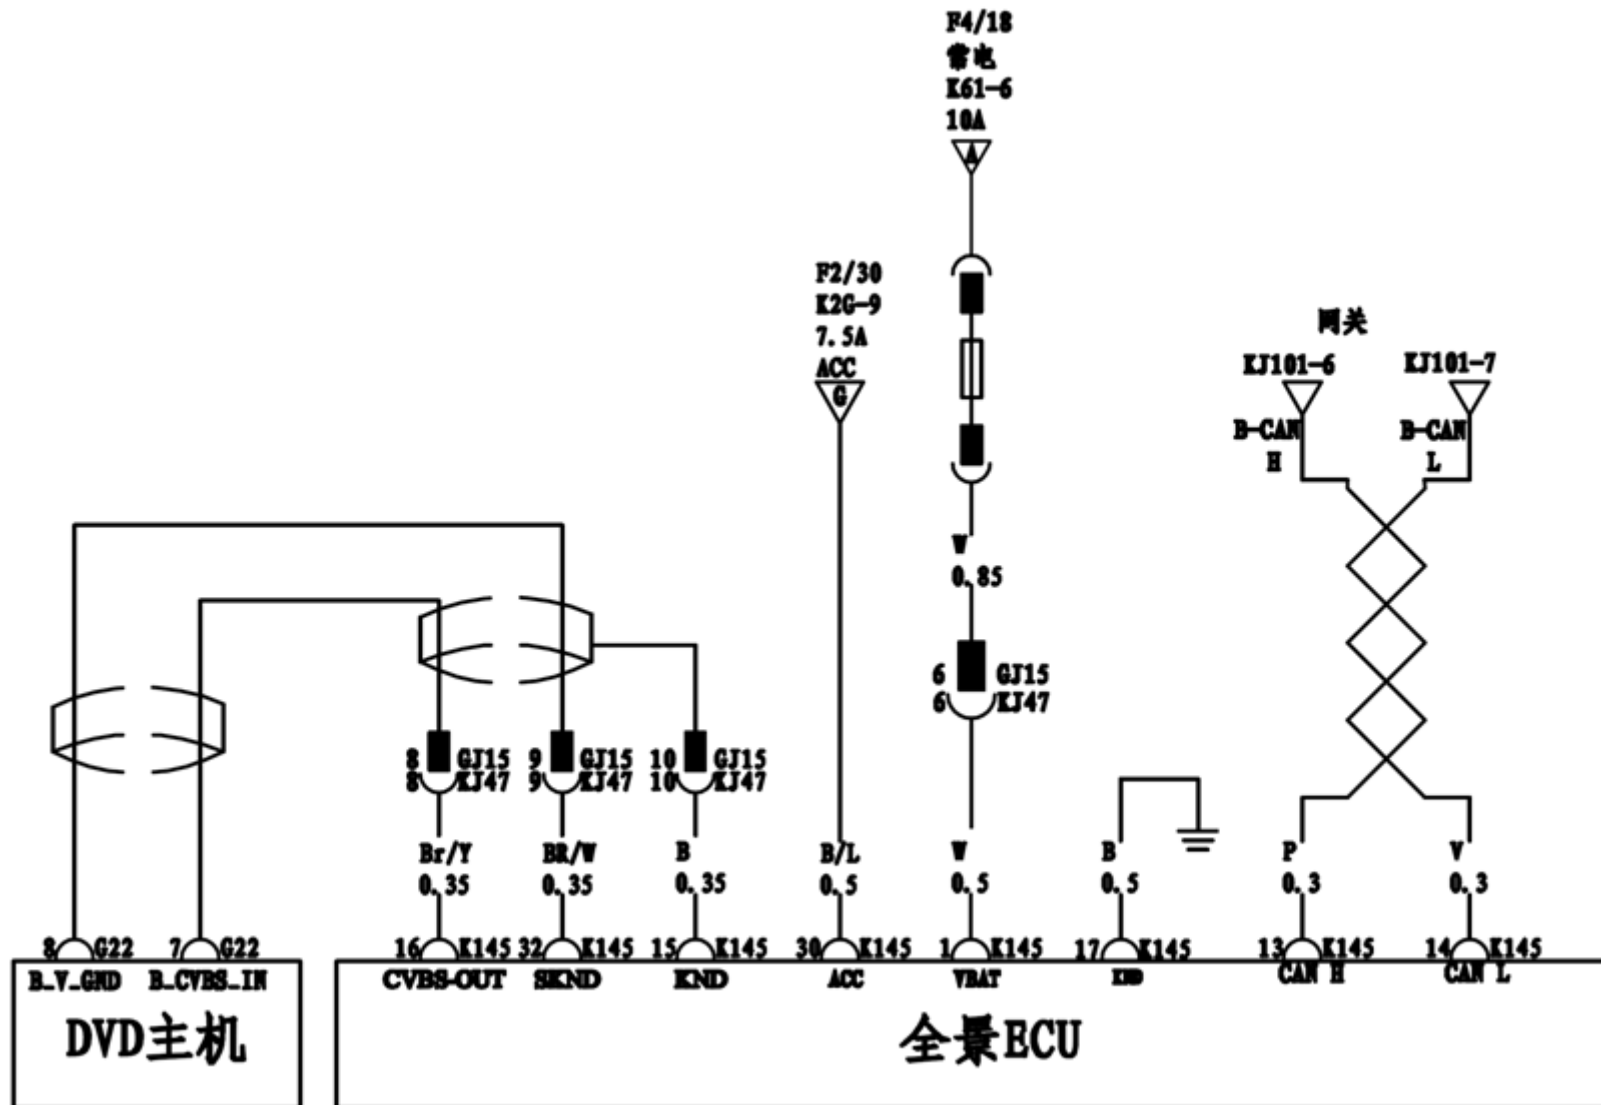 F4/18
常电
K61-6
10A
A
F2/30
K2G-9
7.5A
ACC
G
网关
KJ101-6
KJ101-7
B-CAN
H
B-CAN
L
W
0.85
6 GJ15
6 KJ47
8 GJ15
8 KJ47
9 GJ15
9 KJ47
10 GJ15
10 KJ47
Br/Y
0.35
BR/W
0.35
B
0.35
B/L
0.5
W
0.5
B
0.5
P
0.3
V
0.3
8 G22
7 G22
16 K145
32 K145
15 K145
30 K145
1 K145
17 K145
13 K145
14 K145
B_V_GND
B_CVBS_IN
CVBS-OUT
SKND
KND
ACC
VBAT
KND
CAN H
CAN L
DVD主机
全景ECU